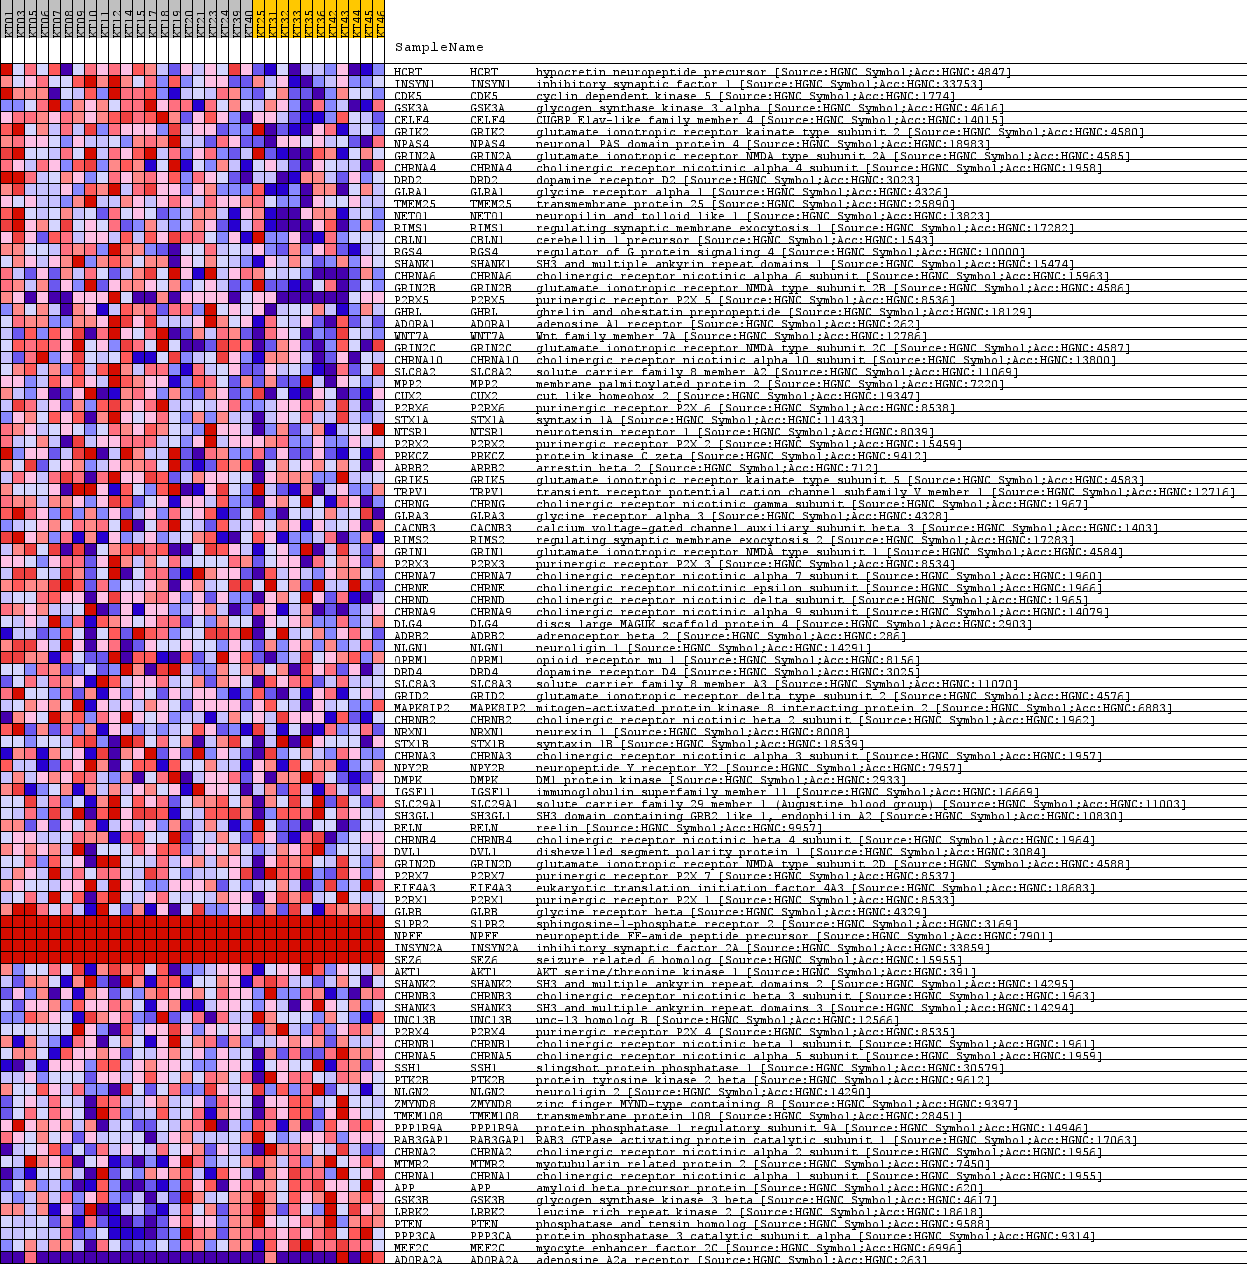 KT01 KT03 KT05 KT06 KT07 KT08 KT09 KT10 KT11 KT12 KT14 KT15 KT17 KT18 KT19 KT20 KT21 KT23 KT24 KT39 KT40 KT25 KT31 KT32 KT33 KT35 KT36 KT42 KT43 KT44 KT45 KT46
SampleName
HCRT HCRT hypocretin neuropeptide precursor [Source:HGNC Symbol;Acc:HGNC:4847]
INSYN1 INSYN1 inhibitory synaptic factor 1 [Source:HGNC Symbol;Acc:HGNC:33753]
CDK5 CDK5 cyclin dependent kinase 5 [Source:HGNC Symbol;Acc:HGNC:1774]
GSK3A GSK3A glycogen synthase kinase 3 alpha [Source:HGNC Symbol;Acc:HGNC:4616]
CELF4 CELF4 CUGBP Elav-like family member 4 [Source:HGNC Symbol;Acc:HGNC:14015]
GRIK2 GRIK2 glutamate ionotropic receptor kainate type subunit 2 [Source:HGNC Symbol;Acc:HGNC:4580]
NPAS4 NPAS4 neuronal PAS domain protein 4 [Source:HGNC Symbol;Acc:HGNC:18983]
GRIN2A GRIN2A glutamate ionotropic receptor NMDA type subunit 2A [Source:HGNC Symbol;Acc:HGNC:4585]
CHRNA4 CHRNA4 cholinergic receptor nicotinic alpha 4 subunit [Source:HGNC Symbol;Acc:HGNC:1958]
DRD2 DRD2 dopamine receptor D2 [Source:HGNC Symbol;Acc:HGNC:3023]
GLRA1 GLRA1 glycine receptor alpha 1 [Source:HGNC Symbol;Acc:HGNC:4326]
TMEM25 TMEM25 transmembrane protein 25 [Source:HGNC Symbol;Acc:HGNC:25890]
NETO1 NETO1 neuropilin and tolloid like 1 [Source:HGNC Symbol;Acc:HGNC:13823]
RIMS1 RIMS1 regulating synaptic membrane exocytosis 1 [Source:HGNC Symbol;Acc:HGNC:17282]
CBLN1 CBLN1 cerebellin 1 precursor [Source:HGNC Symbol;Acc:HGNC:1543]
RGS4 RGS4 regulator of G protein signaling 4 [Source:HGNC Symbol;Acc:HGNC:10000]
SHANK1 SHANK1 SH3 and multiple ankyrin repeat domains 1 [Source:HGNC Symbol;Acc:HGNC:15474]
CHRNA6 CHRNA6 cholinergic receptor nicotinic alpha 6 subunit [Source:HGNC Symbol;Acc:HGNC:15963]
GRIN2B GRIN2B glutamate ionotropic receptor NMDA type subunit 2B [Source:HGNC Symbol;Acc:HGNC:4586]
P2RX5 P2RX5 purinergic receptor P2X 5 [Source:HGNC Symbol;Acc:HGNC:8536]
GHRL GHRL ghrelin and obestatin prepropeptide [Source:HGNC Symbol;Acc:HGNC:18129]
ADORA1 ADORA1 adenosine A1 receptor [Source:HGNC Symbol;Acc:HGNC:262]
WNT7A WNT7A Wnt family member 7A [Source:HGNC Symbol;Acc:HGNC:12786]
GRIN2C GRIN2C glutamate ionotropic receptor NMDA type subunit 2C [Source:HGNC Symbol;Acc:HGNC:4587]
CHRNA10 CHRNA10 cholinergic receptor nicotinic alpha 10 subunit [Source:HGNC Symbol;Acc:HGNC:13800]
SLC8A2 SLC8A2 solute carrier family 8 member A2 [Source:HGNC Symbol;Acc:HGNC:11069]
MPP2 MPP2 membrane palmitoylated protein 2 [Source:HGNC Symbol;Acc:HGNC:7220]
CUX2 CUX2 cut like homeobox 2 [Source:HGNC Symbol;Acc:HGNC:19347]
P2RX6 P2RX6 purinergic receptor P2X 6 [Source:HGNC Symbol;Acc:HGNC:8538]
STX1A STX1A syntaxin 1A [Source:HGNC Symbol;Acc:HGNC:11433]
NTSR1 NTSR1 neurotensin receptor 1 [Source:HGNC Symbol;Acc:HGNC:8039]
P2RX2 P2RX2 purinergic receptor P2X 2 [Source:HGNC Symbol;Acc:HGNC:15459]
PRKCZ PRKCZ protein kinase C zeta [Source:HGNC Symbol;Acc:HGNC:9412]
ARRB2 ARRB2 arrestin beta 2 [Source:HGNC Symbol;Acc:HGNC:712]
GRIK5 GRIK5 glutamate ionotropic receptor kainate type subunit 5 [Source:HGNC Symbol;Acc:HGNC:4583]
TRPV1 TRPV1 transient receptor potential cation channel subfamily V member 1 [Source:HGNC Symbol;Acc:HGNC:12716]
CHRNG CHRNG cholinergic receptor nicotinic gamma subunit [Source:HGNC Symbol;Acc:HGNC:1967]
GLRA3 GLRA3 glycine receptor alpha 3 [Source:HGNC Symbol;Acc:HGNC:4328]
CACNB3 CACNB3 calcium voltage-gated channel auxiliary subunit beta 3 [Source:HGNC Symbol;Acc:HGNC:1403]
RIMS2 RIMS2 regulating synaptic membrane exocytosis 2 [Source:HGNC Symbol;Acc:HGNC:17283]
GRIN1 GRIN1 glutamate ionotropic receptor NMDA type subunit 1 [Source:HGNC Symbol;Acc:HGNC:4584]
P2RX3 P2RX3 purinergic receptor P2X 3 [Source:HGNC Symbol;Acc:HGNC:8534]
CHRNA7 CHRNA7 cholinergic receptor nicotinic alpha 7 subunit [Source:HGNC Symbol;Acc:HGNC:1960]
CHRNE CHRNE cholinergic receptor nicotinic epsilon subunit [Source:HGNC Symbol;Acc:HGNC:1966]
CHRND CHRND cholinergic receptor nicotinic delta subunit [Source:HGNC Symbol;Acc:HGNC:1965]
CHRNA9 CHRNA9 cholinergic receptor nicotinic alpha 9 subunit [Source:HGNC Symbol;Acc:HGNC:14079]
DLG4 DLG4 discs large MAGUK scaffold protein 4 [Source:HGNC Symbol;Acc:HGNC:2903]
ADRB2 ADRB2 adrenoceptor beta 2 [Source:HGNC Symbol;Acc:HGNC:286]
NLGN1 NLGN1 neuroligin 1 [Source:HGNC Symbol;Acc:HGNC:14291]
OPRM1 OPRM1 opioid receptor mu 1 [Source:HGNC Symbol;Acc:HGNC:8156]
DRD4 DRD4 dopamine receptor D4 [Source:HGNC Symbol;Acc:HGNC:3025]
SLC8A3 SLC8A3 solute carrier family 8 member A3 [Source:HGNC Symbol;Acc:HGNC:11070]
GRID2 GRID2 glutamate ionotropic receptor delta type subunit 2 [Source:HGNC Symbol;Acc:HGNC:4576]
MAPK8IP2 MAPK8IP2 mitogen-activated protein kinase 8 interacting protein 2 [Source:HGNC Symbol;Acc:HGNC:6883]
CHRNB2 CHRNB2 cholinergic receptor nicotinic beta 2 subunit [Source:HGNC Symbol;Acc:HGNC:1962]
NRXN1 NRXN1 neurexin 1 [Source:HGNC Symbol;Acc:HGNC:8008]
STX1B STX1B syntaxin 1B [Source:HGNC Symbol;Acc:HGNC:18539]
CHRNA3 CHRNA3 cholinergic receptor nicotinic alpha 3 subunit [Source:HGNC Symbol;Acc:HGNC:1957]
NPY2R NPY2R neuropeptide Y receptor Y2 [Source:HGNC Symbol;Acc:HGNC:7957]
DMPK DMPK DM1 protein kinase [Source:HGNC Symbol;Acc:HGNC:2933]
IGSF11 IGSF11 immunoglobulin superfamily member 11 [Source:HGNC Symbol;Acc:HGNC:16669]
SLC29A1 SLC29A1 solute carrier family 29 member 1 (Augustine blood group) [Source:HGNC Symbol;Acc:HGNC:11003]
SH3GL1 SH3GL1 SH3 domain containing GRB2 like 1, endophilin A2 [Source:HGNC Symbol;Acc:HGNC:10830]
RELN RELN reelin [Source:HGNC Symbol;Acc:HGNC:9957]
CHRNB4 CHRNB4 cholinergic receptor nicotinic beta 4 subunit [Source:HGNC Symbol;Acc:HGNC:1964]
DVL1 DVL1 dishevelled segment polarity protein 1 [Source:HGNC Symbol;Acc:HGNC:3084]
GRIN2D GRIN2D glutamate ionotropic receptor NMDA type subunit 2D [Source:HGNC Symbol;Acc:HGNC:4588]
P2RX7 P2RX7 purinergic receptor P2X 7 [Source:HGNC Symbol;Acc:HGNC:8537]
EIF4A3 EIF4A3 eukaryotic translation initiation factor 4A3 [Source:HGNC Symbol;Acc:HGNC:18683]
P2RX1 P2RX1 purinergic receptor P2X 1 [Source:HGNC Symbol;Acc:HGNC:8533]
GLRB GLRB glycine receptor beta [Source:HGNC Symbol;Acc:HGNC:4329]
S1PR2 S1PR2 sphingosine-1-phosphate receptor 2 [Source:HGNC Symbol;Acc:HGNC:3169]
NPFF NPFF neuropeptide FF-amide peptide precursor [Source:HGNC Symbol;Acc:HGNC:7901]
INSYN2A INSYN2A inhibitory synaptic factor 2A [Source:HGNC Symbol;Acc:HGNC:33859]
SEZ6 SEZ6 seizure related 6 homolog [Source:HGNC Symbol;Acc:HGNC:15955]
AKT1 AKT1 AKT serine/threonine kinase 1 [Source:HGNC Symbol;Acc:HGNC:391]
SHANK2 SHANK2 SH3 and multiple ankyrin repeat domains 2 [Source:HGNC Symbol;Acc:HGNC:14295]
CHRNB3 CHRNB3 cholinergic receptor nicotinic beta 3 subunit [Source:HGNC Symbol;Acc:HGNC:1963]
SHANK3 SHANK3 SH3 and multiple ankyrin repeat domains 3 [Source:HGNC Symbol;Acc:HGNC:14294]
UNC13B UNC13B unc-13 homolog B [Source:HGNC Symbol;Acc:HGNC:12566]
P2RX4 P2RX4 purinergic receptor P2X 4 [Source:HGNC Symbol;Acc:HGNC:8535]
CHRNB1 CHRNB1 cholinergic receptor nicotinic beta 1 subunit [Source:HGNC Symbol;Acc:HGNC:1961]
CHRNA5 CHRNA5 cholinergic receptor nicotinic alpha 5 subunit [Source:HGNC Symbol;Acc:HGNC:1959]
SSH1 SSH1 slingshot protein phosphatase 1 [Source:HGNC Symbol;Acc:HGNC:30579]
PTK2B PTK2B protein tyrosine kinase 2 beta [Source:HGNC Symbol;Acc:HGNC:9612]
NLGN2 NLGN2 neuroligin 2 [Source:HGNC Symbol;Acc:HGNC:14290]
ZMYND8 ZMYND8 zinc finger MYND-type containing 8 [Source:HGNC Symbol;Acc:HGNC:9397]
TMEM108 TMEM108 transmembrane protein 108 [Source:HGNC Symbol;Acc:HGNC:28451]
PPP1R9A PPP1R9A protein phosphatase 1 regulatory subunit 9A [Source:HGNC Symbol;Acc:HGNC:14946]
RAB3GAP1 RAB3GAP1 RAB3 GTPase activating protein catalytic subunit 1 [Source:HGNC Symbol;Acc:HGNC:17063]
CHRNA2 CHRNA2 cholinergic receptor nicotinic alpha 2 subunit [Source:HGNC Symbol;Acc:HGNC:1956]
MTMR2 MTMR2 myotubularin related protein 2 [Source:HGNC Symbol;Acc:HGNC:7450]
CHRNA1 CHRNA1 cholinergic receptor nicotinic alpha 1 subunit [Source:HGNC Symbol;Acc:HGNC:1955]
APP APP amyloid beta precursor protein [Source:HGNC Symbol;Acc:HGNC:620]
GSK3B GSK3B glycogen synthase kinase 3 beta [Source:HGNC Symbol;Acc:HGNC:4617]
LRRK2 LRRK2 leucine rich repeat kinase 2 [Source:HGNC Symbol;Acc:HGNC:18618]
PTEN PTEN phosphatase and tensin homolog [Source:HGNC Symbol;Acc:HGNC:9588]
PPP3CA PPP3CA protein phosphatase 3 catalytic subunit alpha [Source:HGNC Symbol;Acc:HGNC:9314]
MEF2C MEF2C myocyte enhancer factor 2C [Source:HGNC Symbol;Acc:HGNC:6996]
ADORA2A ADORA2A adenosine A2a receptor [Source:HGNC Symbol;Acc:HGNC:263]